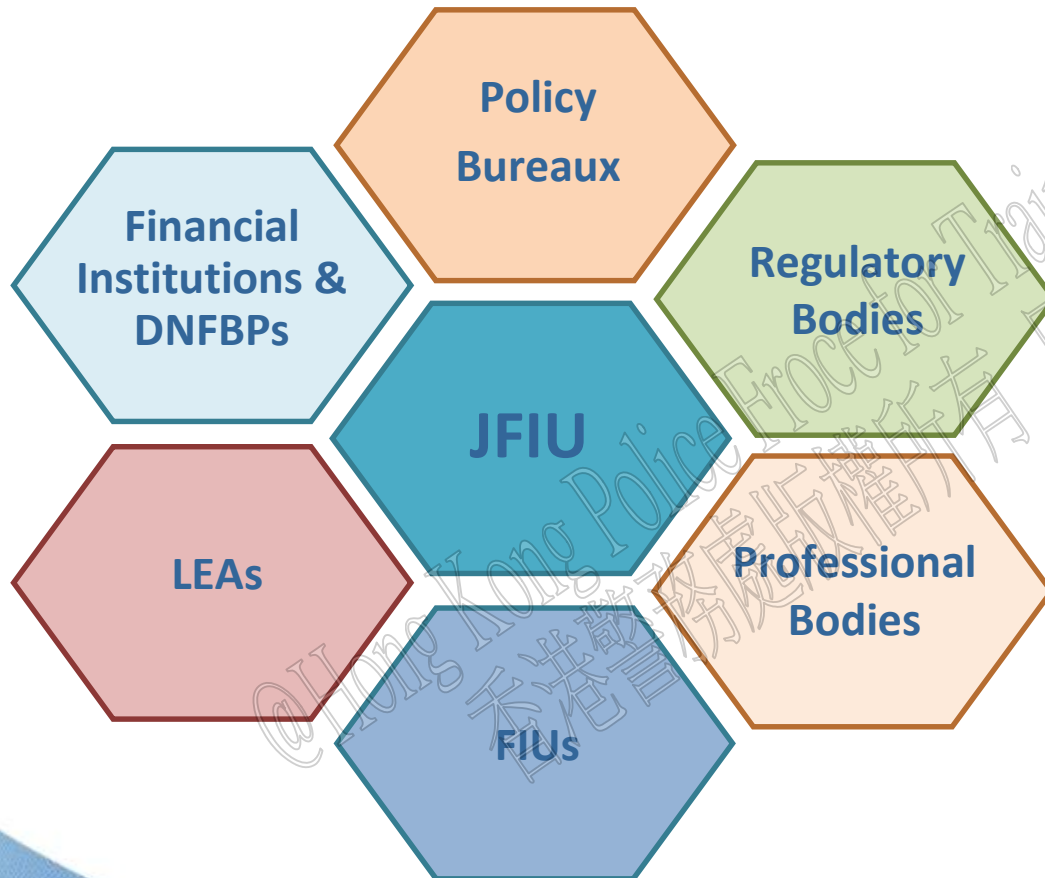 Policy
Bureaux
Financial
Institutions &
DNFBPs
Regulatory
Bodies
JFIU
LEAs
Professional
Bodies
FIUs
@Hong Kong Police Froce for Trai
香港警務處版權所有